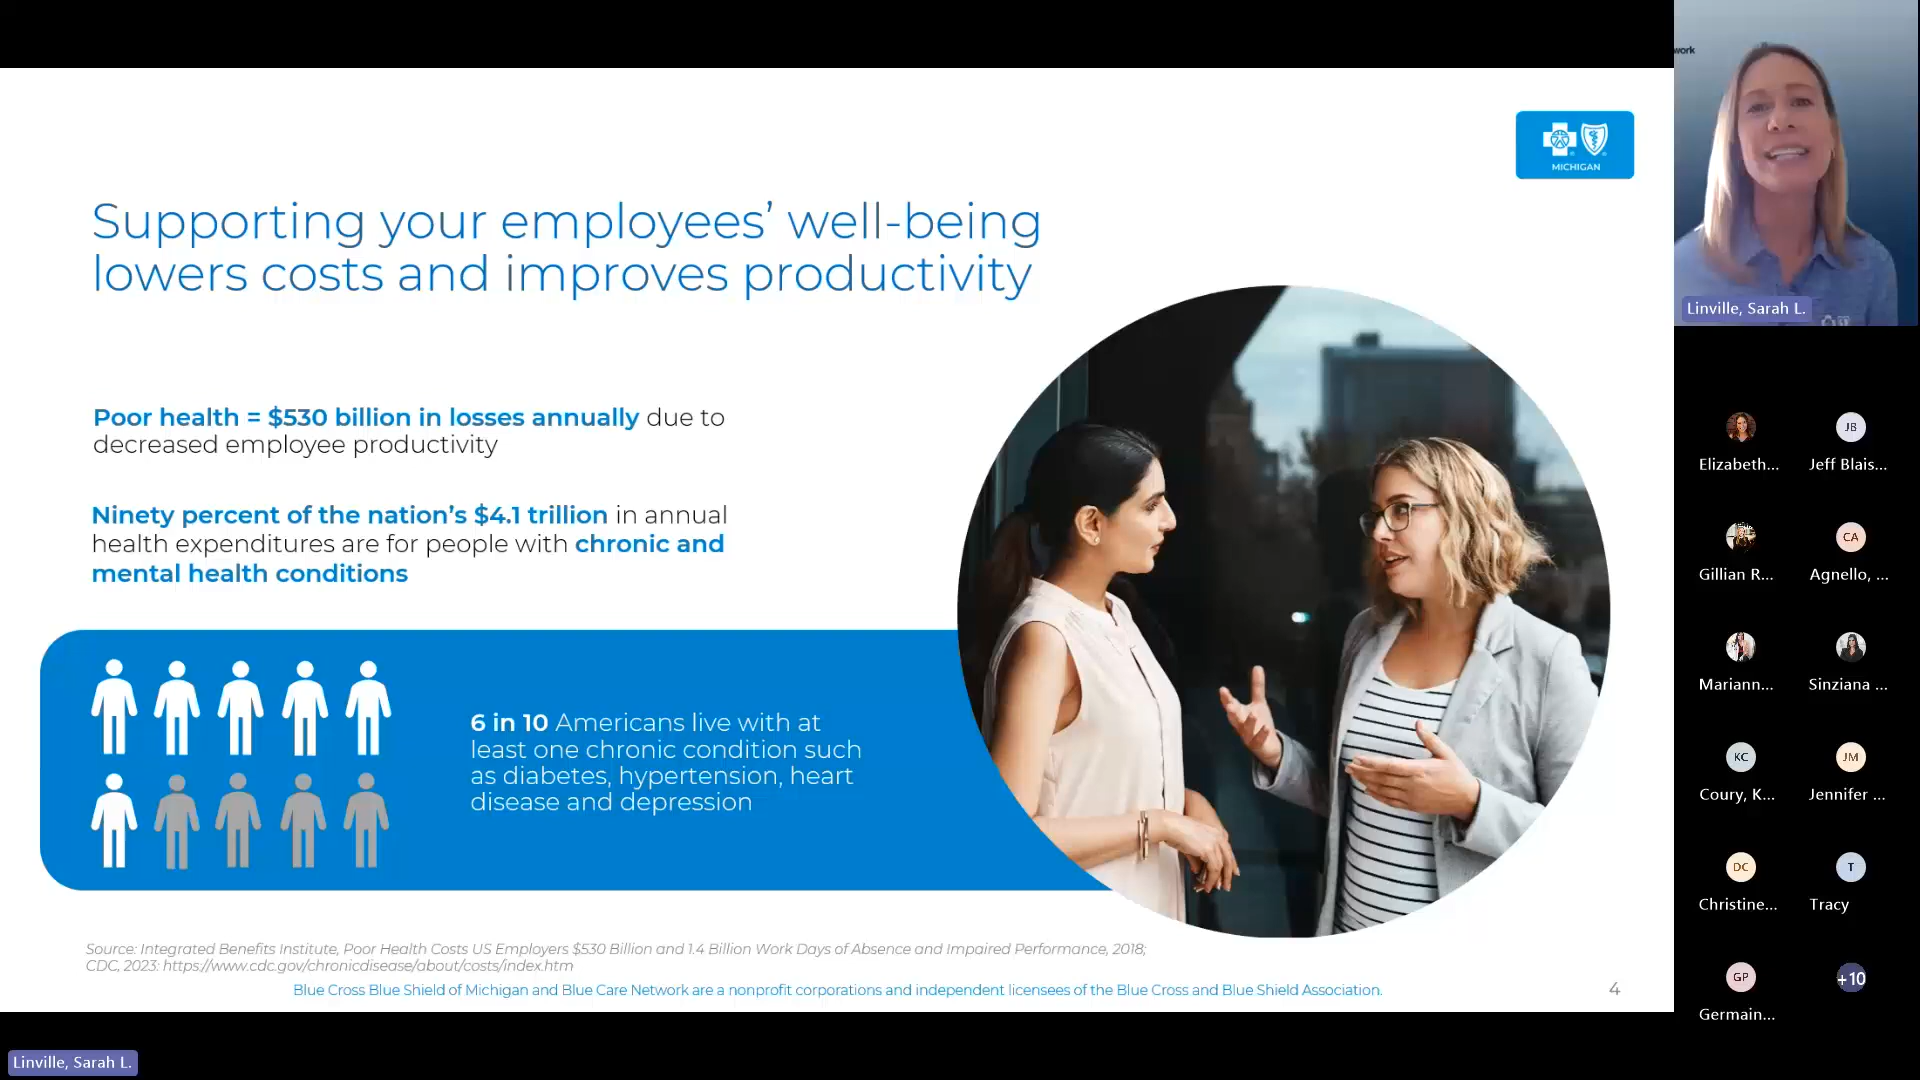 work
MICHIGAN
Supporting your employees’ well-being
lowers costs and improves productivity
Poor health = $530 billion in losses annually due to
decreased employee productivity
Ninety percent of the nation’s $4.1 trillion in annual
health expenditures are for people with chronic and
mental health conditions
6 in 10 Americans live with at
least one chronic condition such
as diabetes, hypertension, heart
disease and depression
Source: Integrated Benefits Institute, Poor Health Costs US Employers $530 Billion and 1.4 Billion Work Days of Absence and Impaired Performance, 2018;
CDC, 2023: https://www.cdc.gov/chronicdisease/about/costs/index.htm
Blue Cross Blue Shield of Michigan and Blue Care Network are a nonprofit corporations and independent licensees of the Blue Cross and Blue Shield Association.
4
Linville, Sarah L.
JB
Elizabeth...
Jeff Blais...
CA
Gillian R...
Agnello, ...
Mariann...
Sinziana ...
KC
JM
Coury, K...
Jennifer ...
DC
T
Christine...
Tracy
GP
+10
Germain...
Linville, Sarah L.